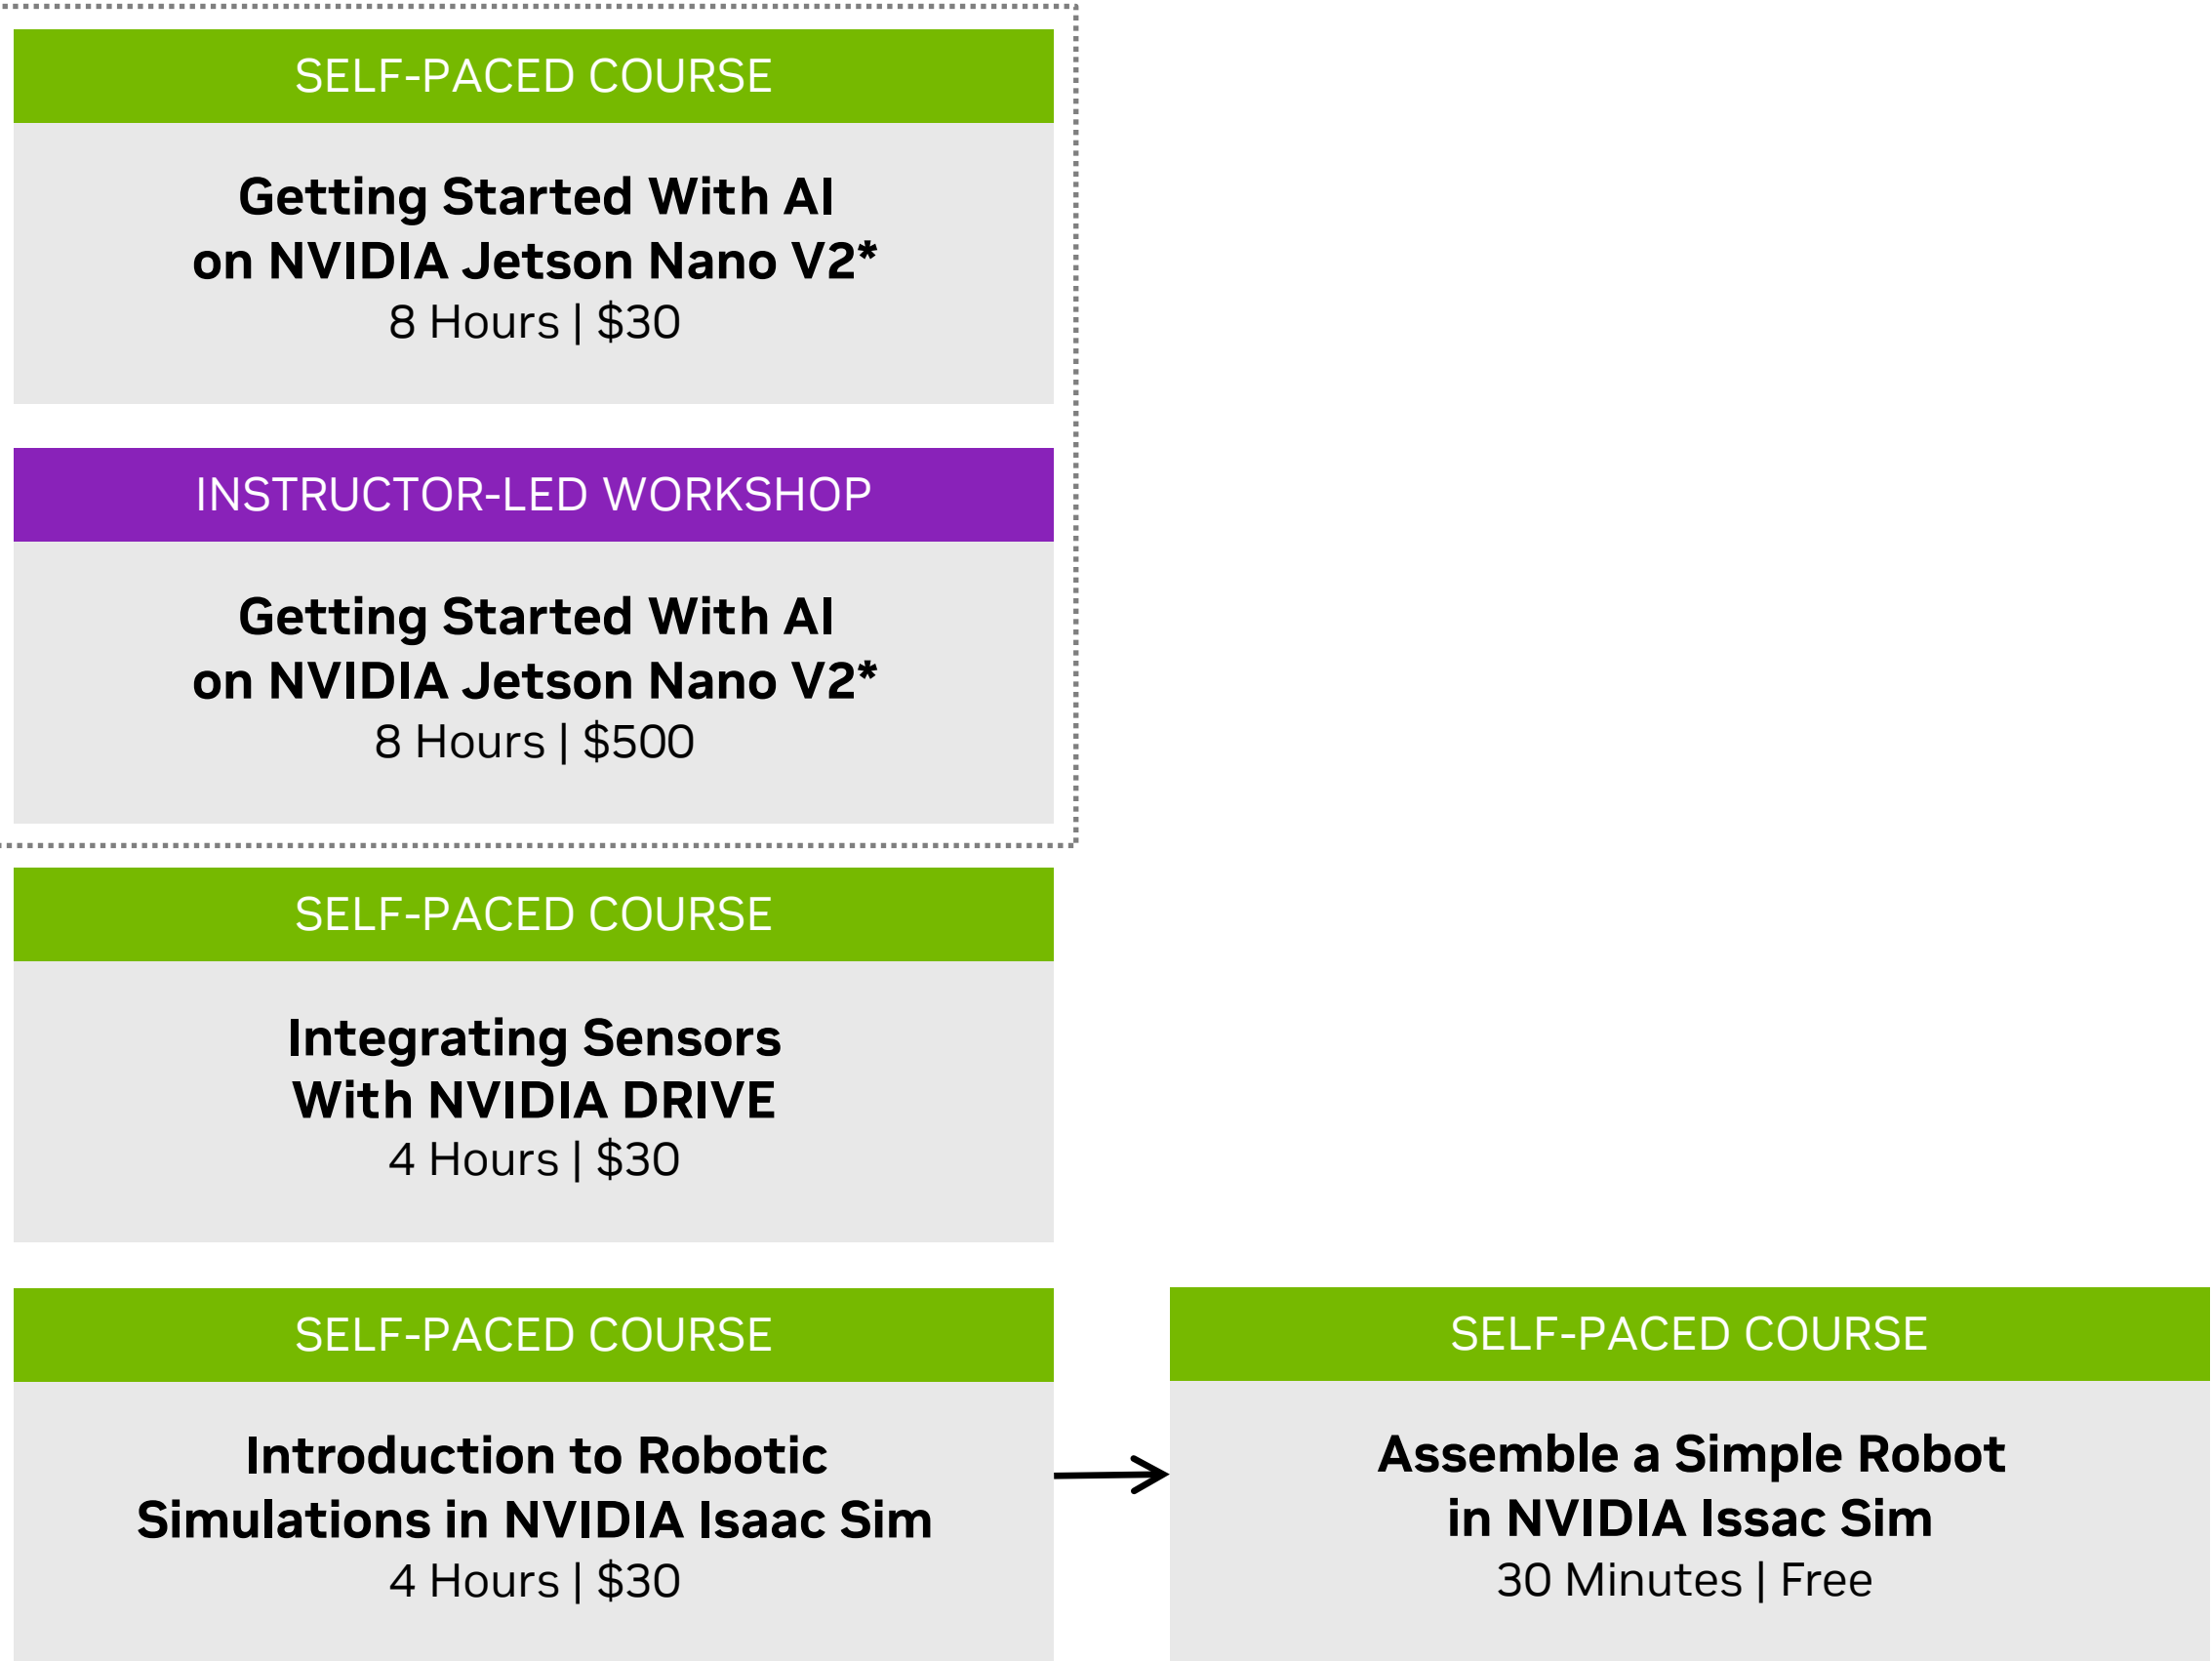 SELF-PACED COURSE
Getting Started With AI
on NVIDIA Jetson Nano V2*
8 Hours | $30
INSTRUCTOR-LED WORKSHOP
Getting Started With AI
on NVIDIA Jetson Nano V2*
8 Hours | $500
SELF-PACED COURSE
Integrating Sensors
With NVIDIA DRIVE
4 Hours | $30
SELF-PACED COURSE
Introduction to Robotic
Simulations in NVIDIA Isaac Sim
4 Hours | $30
SELF-PACED COURSE
Assemble a Simple Robot
in NVIDIA Issac Sim
30 Minutes | Free